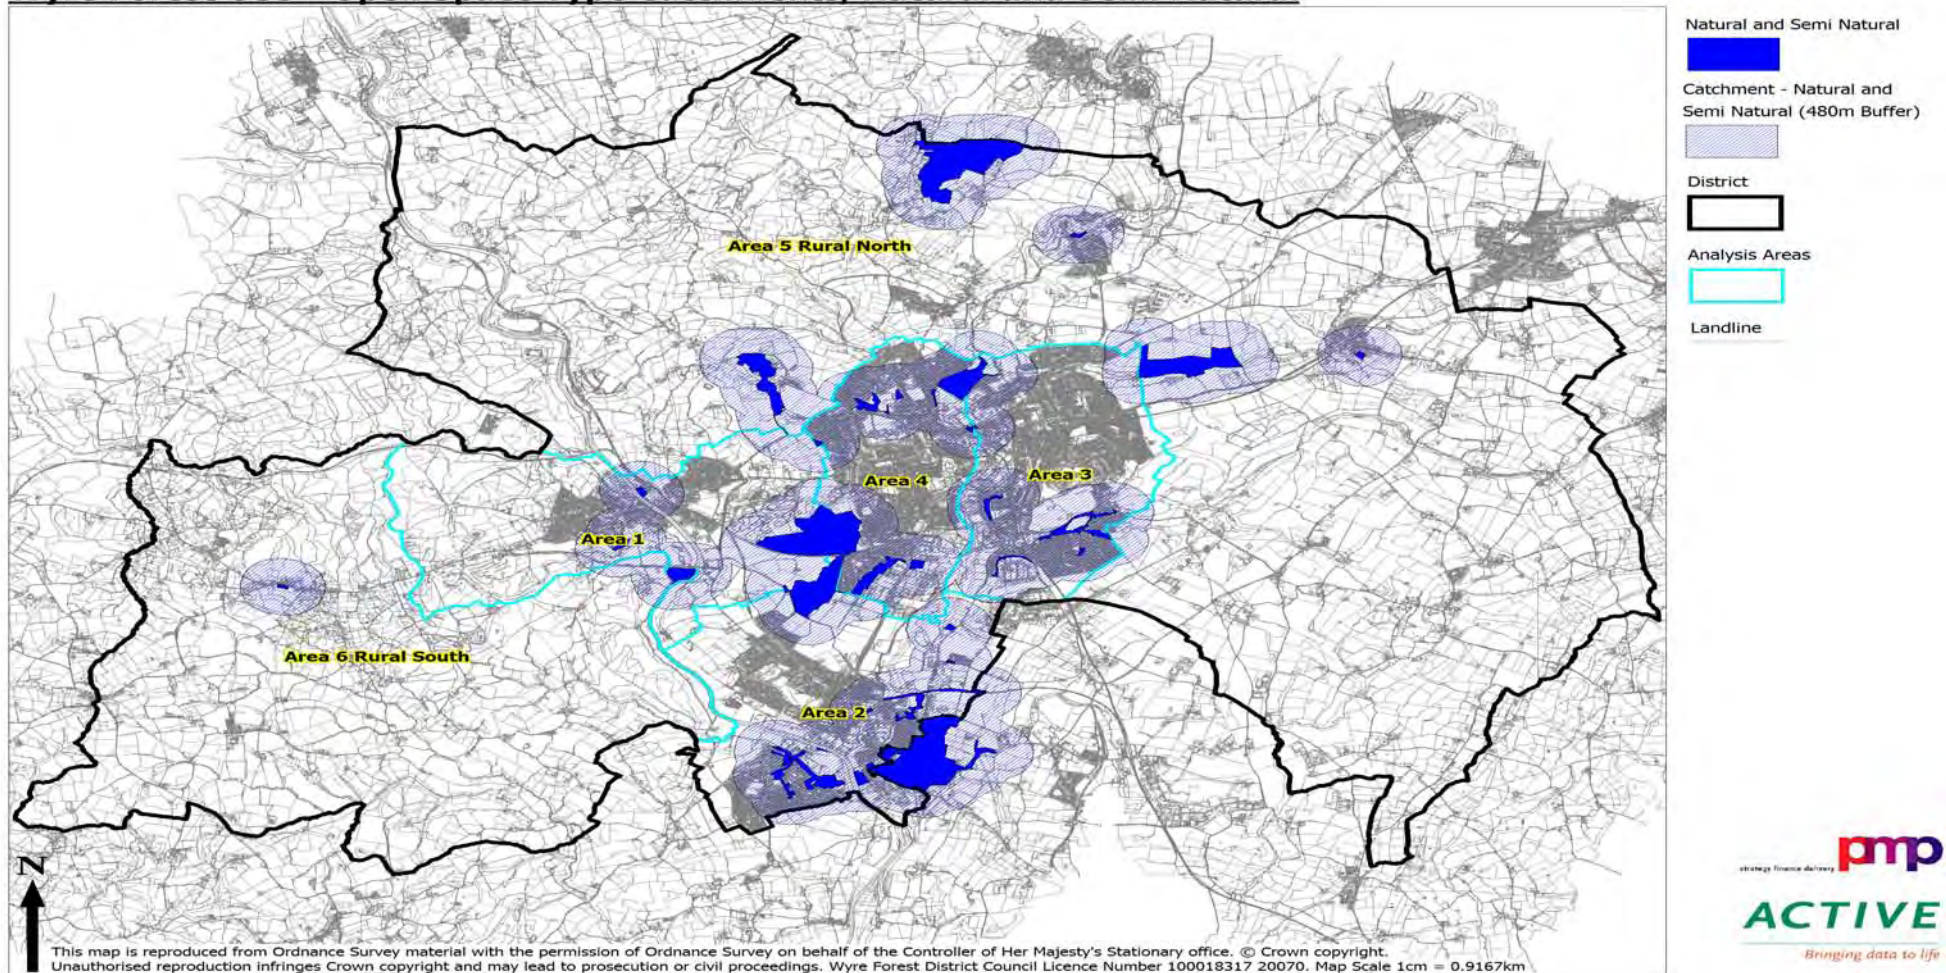 Natural and Semi Natural
Catchment - Natural and
Semi Natural (480m Buffer)
District
Analysis Areas
Landline
Area 5 Rural North
Area 4
Area 3
Area 1
Area 6 Rural South
Area 2
N
pmp
strategy finance delivery
ACTIVE
Bringing data to life
This map is reproduced from Ordnance Survey material with the permission of Ordnance Survey on behalf of the Controller of Her Majesty's Stationary office. © Crown copyright.
Unauthorised reproduction infringes Crown copyright and may lead to prosecution or civil proceedings. Wyre Forest District Council Licence Number 100018317 20070. Map Scale 1cm = 0.9167km